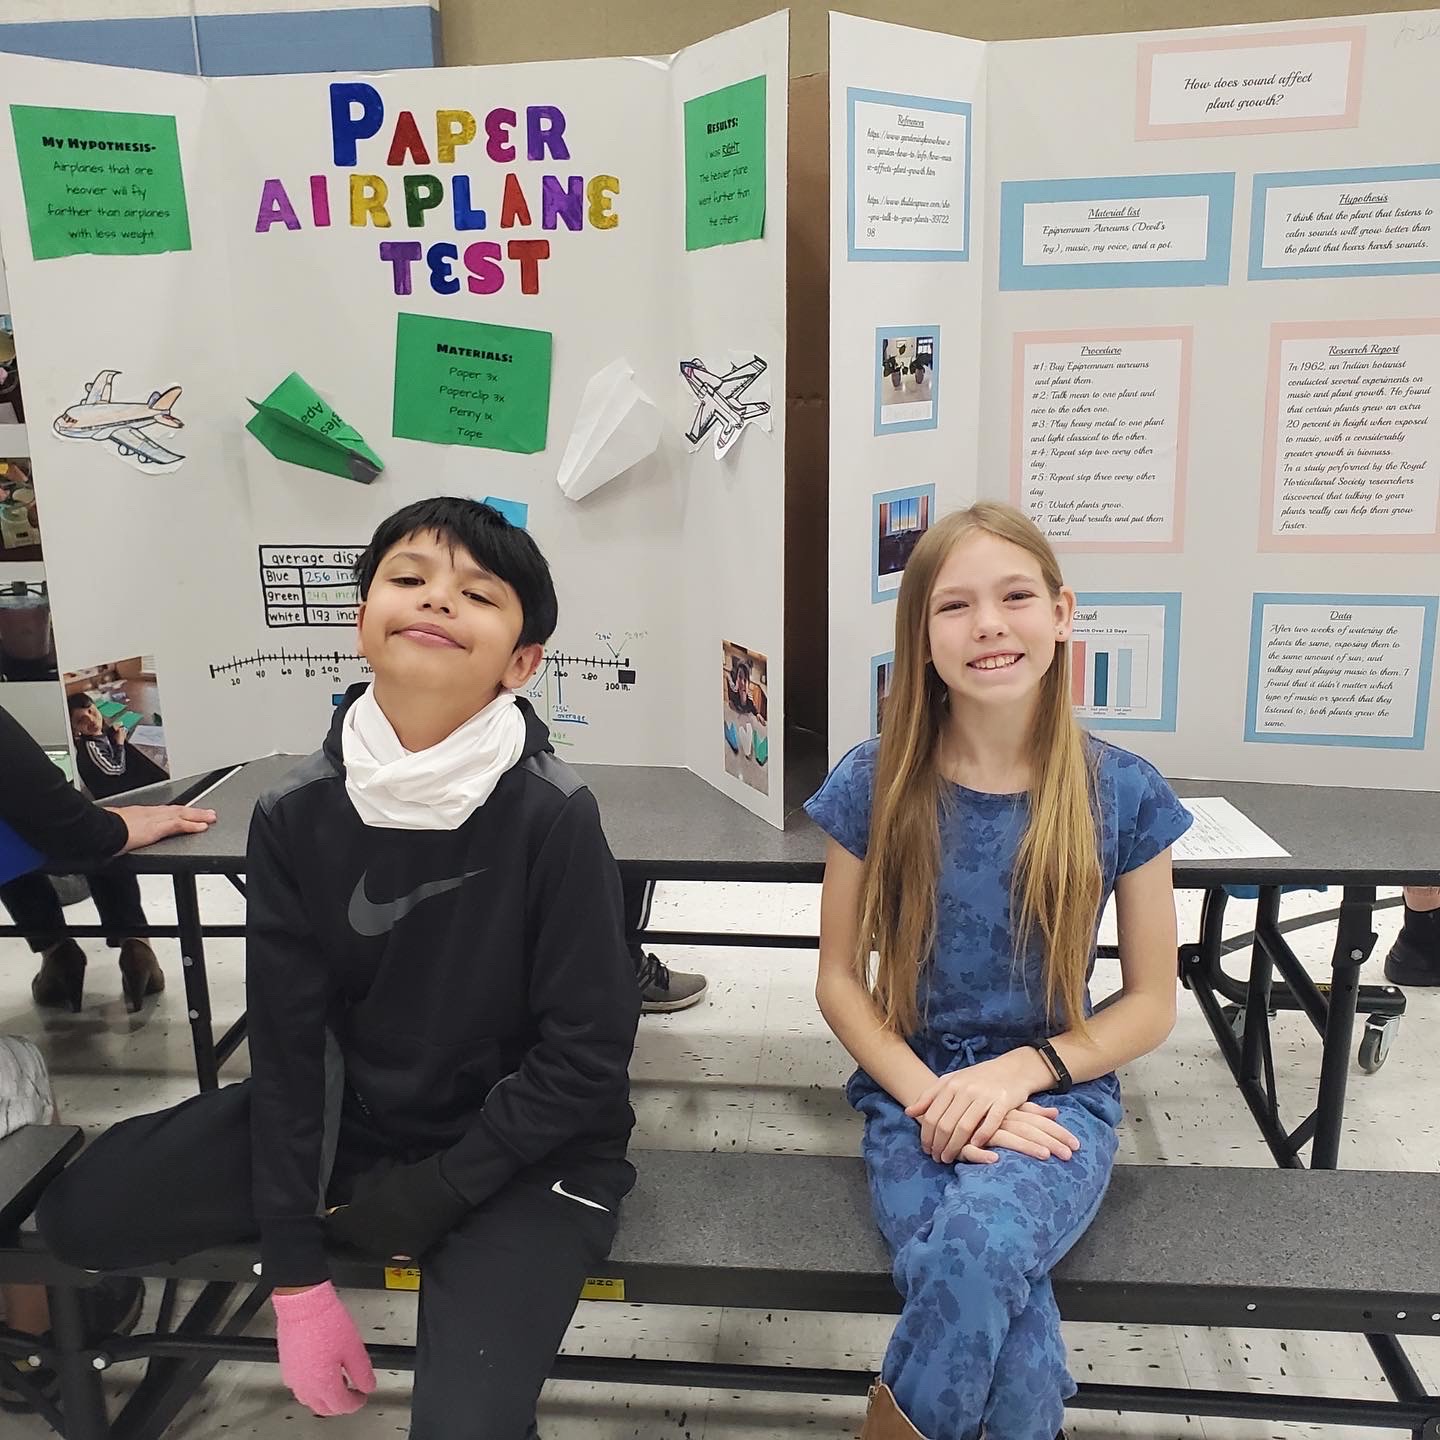 PAPER
AIRPLANE
TEST
MY HYPOTHESIS-
Airplanes that are
heaver will fly
farther than airplanes
with less weight.
RESULTS:
I was RIGHT
The heavier plane
went further than
the others
MATERIALS:
Paper 3x
Paperclip 3x
Penny 1x
Tape
average
Blue 256
green 249
white 193 inch
20 40 60 80 100
in
280
300 in.
"256"
"256"
average
How does sound affect
plant growth?
References
Material list
Epipremnum Aureums (Devil's
Ivy), music, my voice, and a pot.
Hypothesis
I think that the plant that listens to
calm sounds will grow better than
the plant that hears harsh sounds.
Procedure
#1: Buy Epipremnum aureums
and plant them.
#2: Talk mean to one plant and
nice to the other one.
#3: Play heavy metal to one plant
and light classical to the other.
#4: Repeat step two every other
day.
#5: Repeat step three every other
day.
#6: Watch plants grow.
#7: Take final results and put them
board.
Research Report
In 1962, an Indian botanist
conducted several experiments on
music and plant growth. He found
that certain plants grew an extra
20 percent in height when exposed
to music, with a considerably
greater growth in biomass.
In a study performed by the Royal
Horticultural Society researchers
discovered that talking to your
plants really can help them grow
faster.
Graph
Growth Over 12 Days
Data
After two weeks of watering the
plants the same, exposing them to
the same amount of sun, and
talking and playing music to them. I
found that it didn't matter which
type of music or speech that they
listened to; both plants grew the
same.